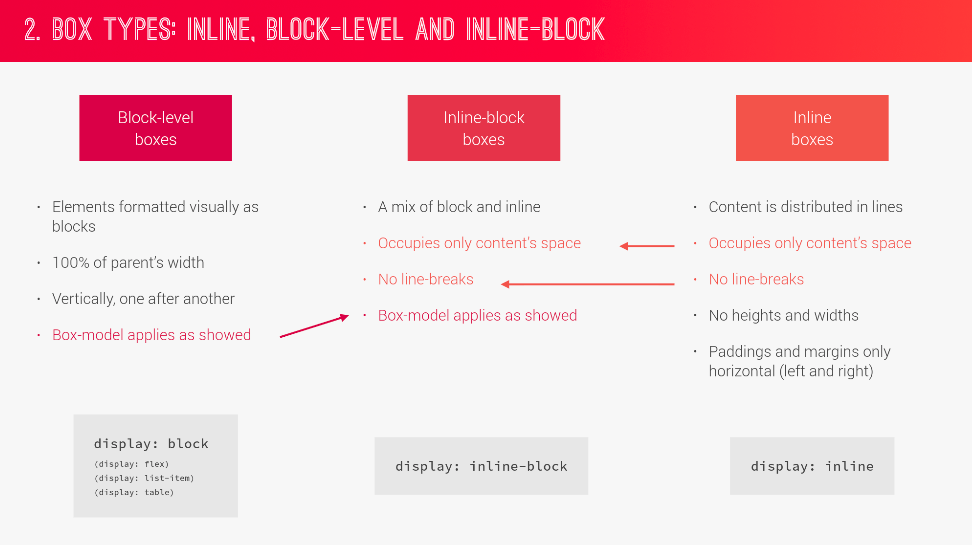 2. BOX TYPES: INLINE, BLOCK-LEVEL AND INLINE-BLOCK
Block-level
boxes
• Elements formatted visually as
blocks
• 100% of parent's width
• Vertically, one after another
• Box-model applies as showed
display: block
(display: flex)
(display: list-item)
(display: table)
Inline-block
boxes
• A mix of block and inline
• Occupies only content's space
• No line-breaks
• Box-model applies as showed
display: inline-block
Inline
boxes
• Content is distributed in lines
• Occupies only content's space
• No line-breaks
• No heights and widths
• Paddings and margins only
horizontal (left and right)
display: inline